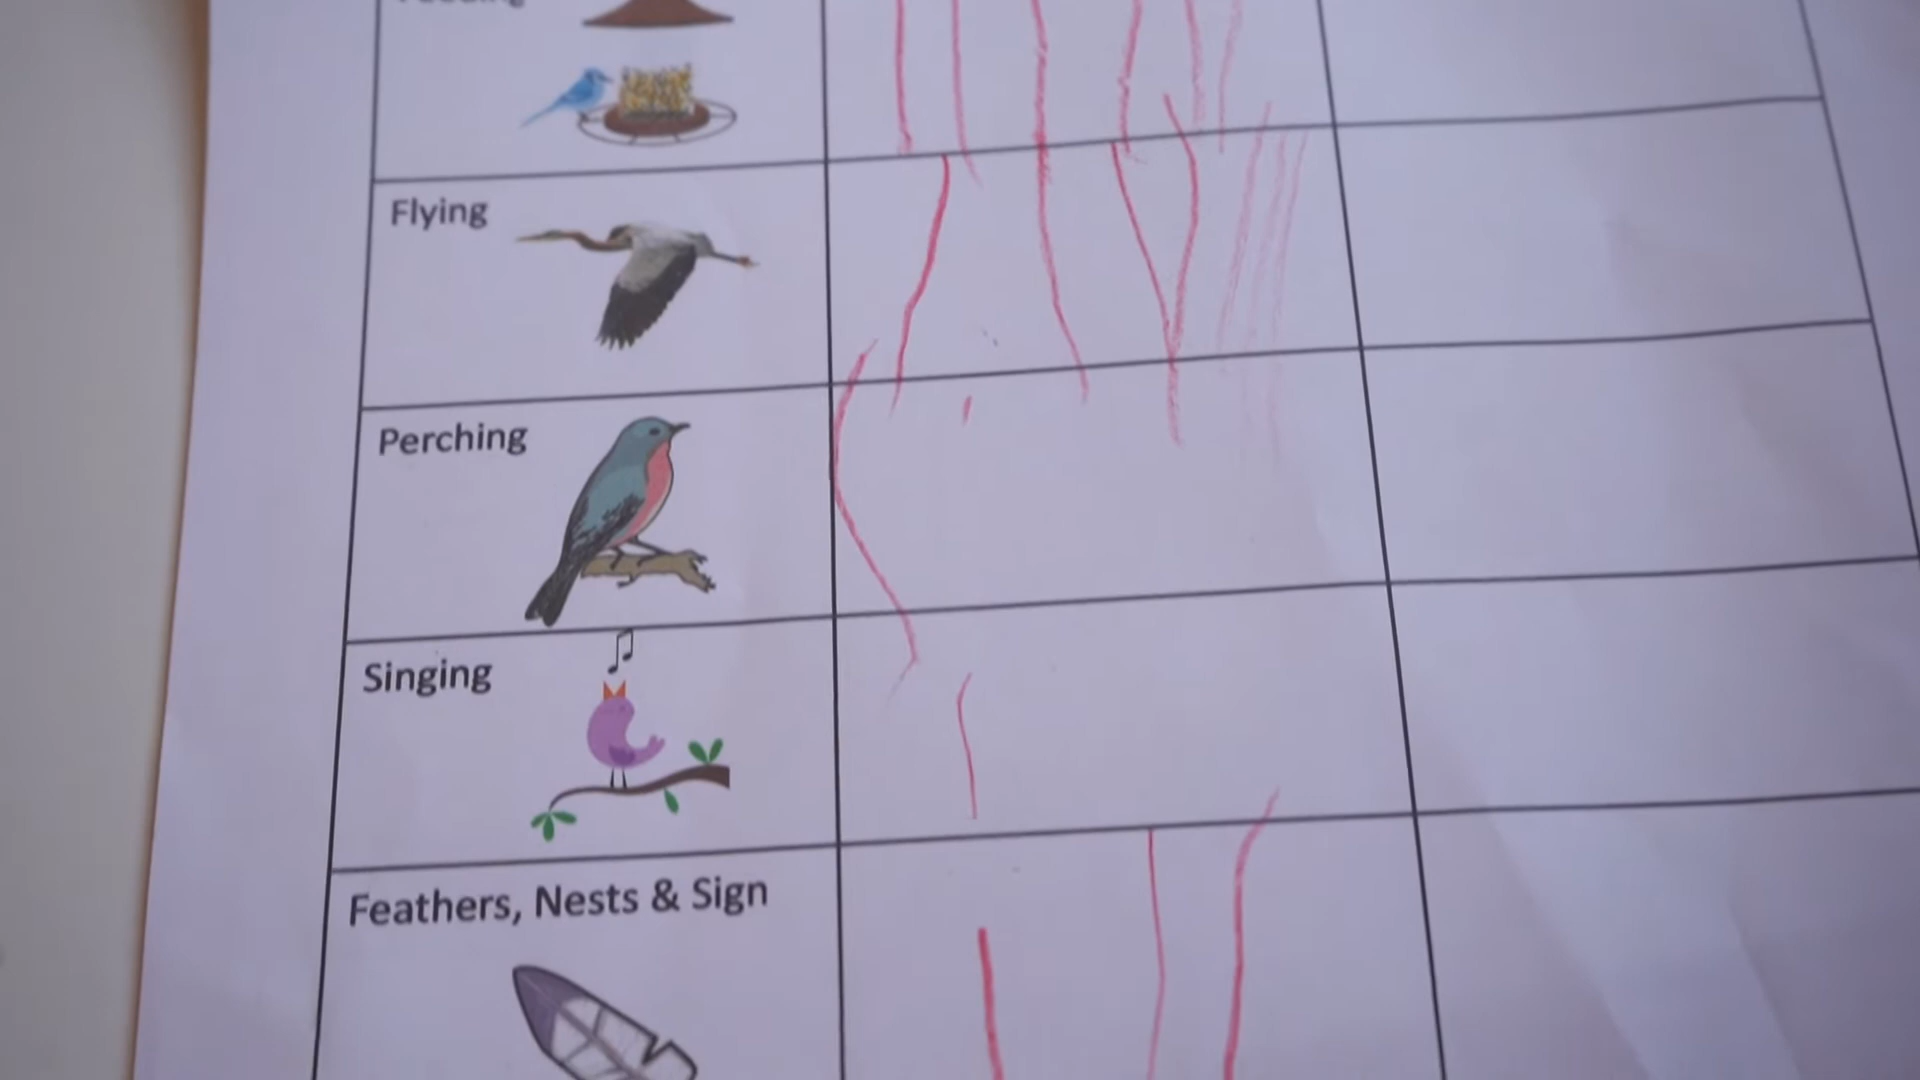 Flying
Perching
Singing
Feathers, Nests & Sign